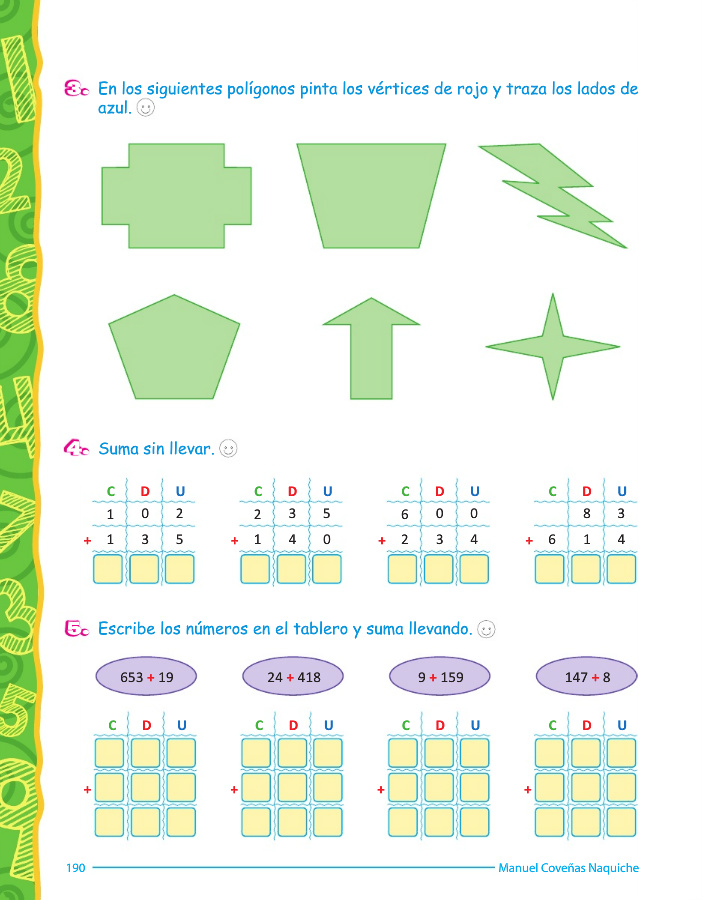 3. En los siguientes polígonos pinta los vértices de rojo y traza los lados de
azul.
4. Suma sin llevar.
C D U C D U C D U C D U
1 0 2 2 3 5 6 0 0 8 3
+ 1 3 5 + 1 4 0 + 2 3 4 + 6 1 4
5. Escribe los números en el tablero y suma llevando.
653 + 19 24 + 418 9 + 159 147 + 8
C D U C D U C D U C D U
+ + + +
190 Manuel Coveñas Naquiche